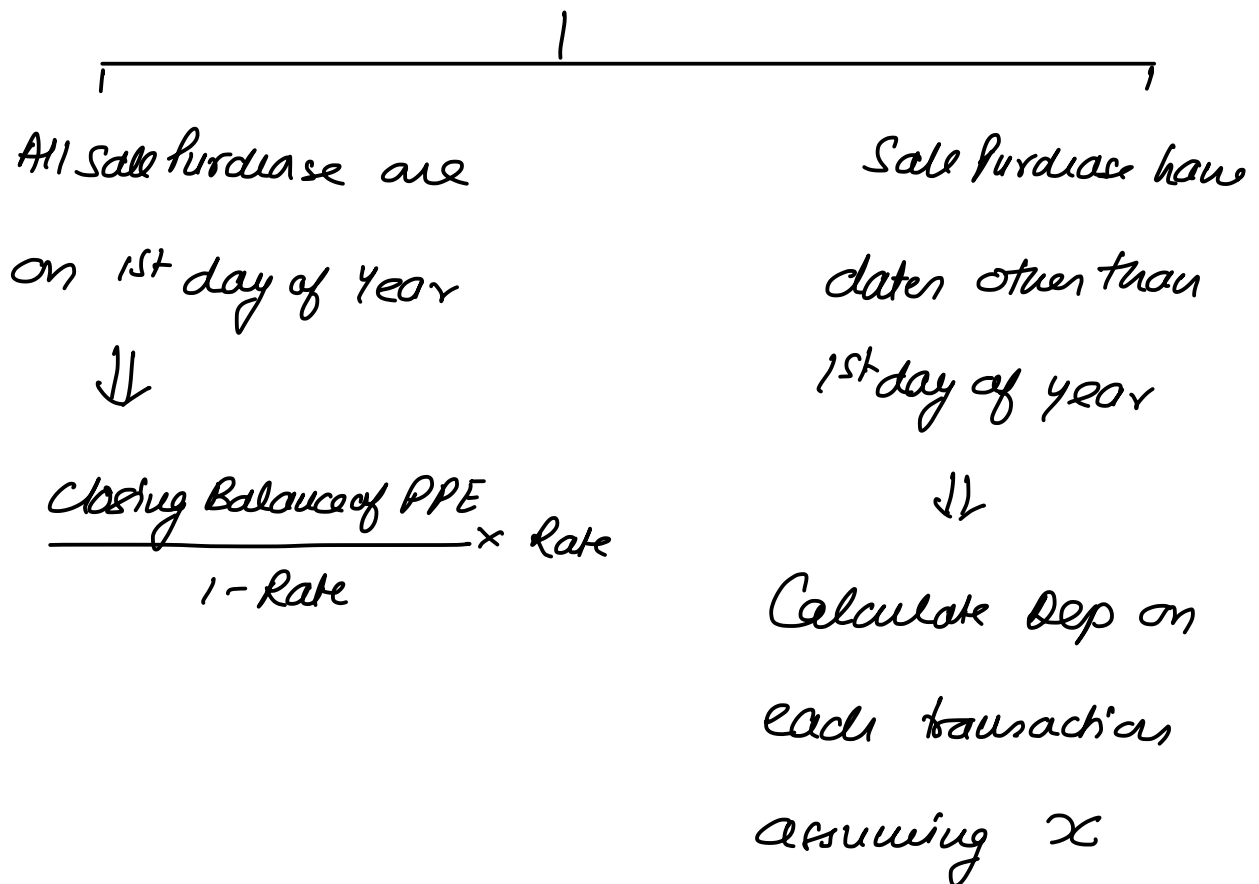 All Sale Purchase are
on 1st day of year
⇓
Closing Balance of PPE
× Rate
1 - Rate
Sale Purchase have
dates other than
1st day of year
⇓
Calculate Dep on
each transaction
assuming x